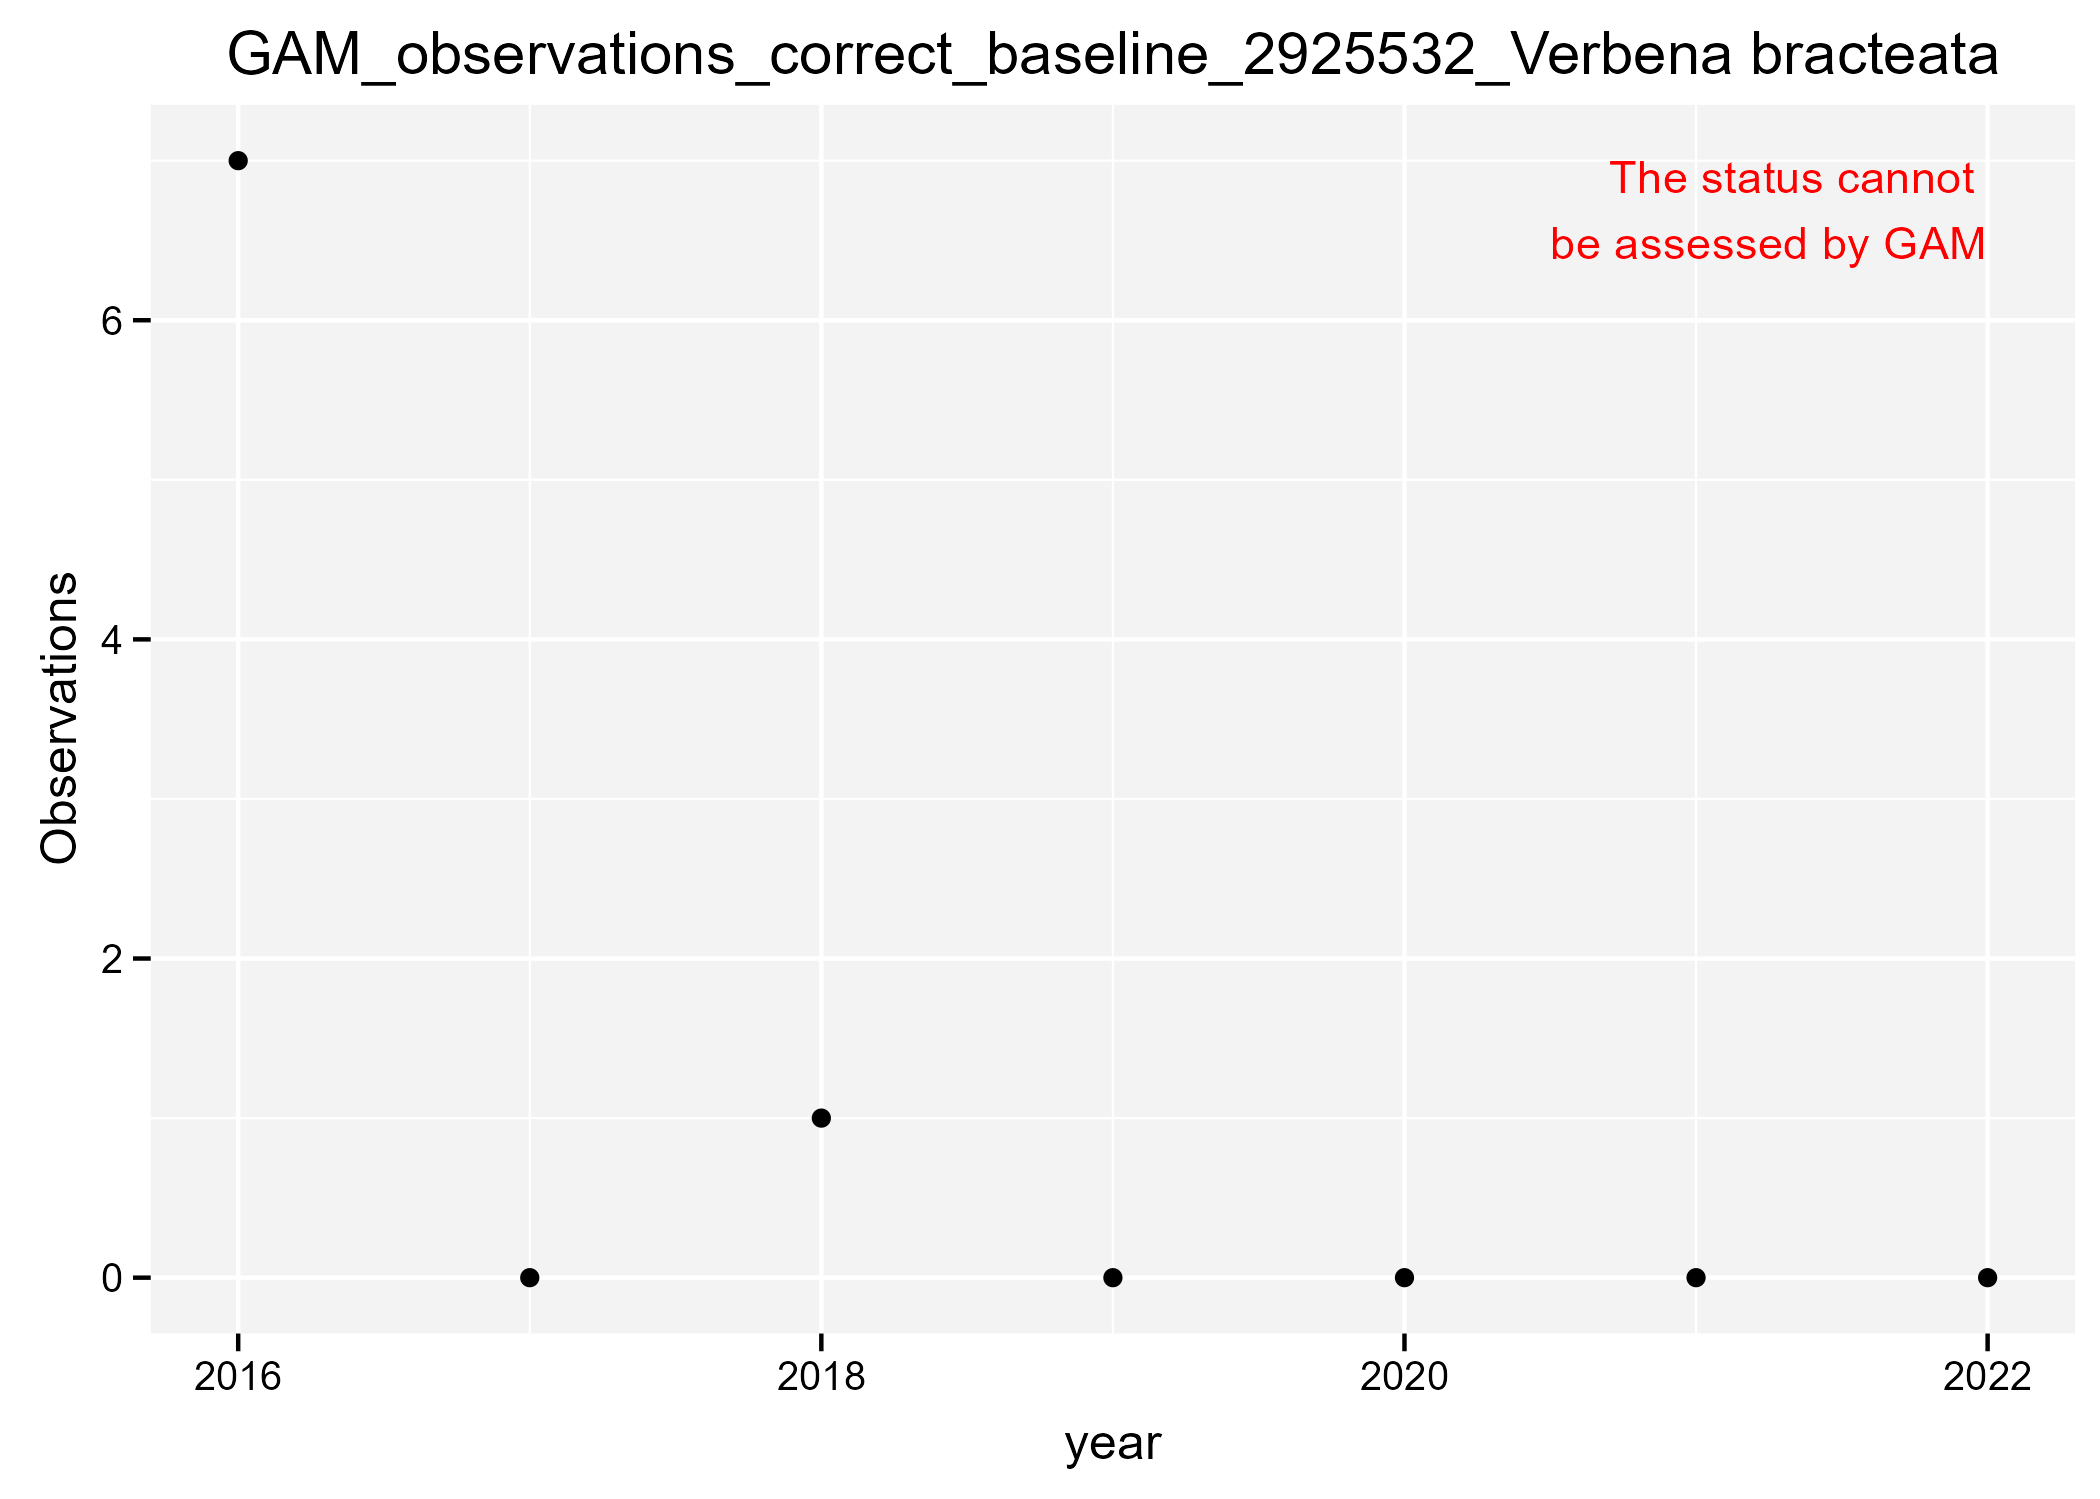 GAM_observations_correct_baseline_2925532_Verbena bracteata
The status cannot
be assessed by GAM
Observations
6
4
2
0
2016
2018
2020
2022
year